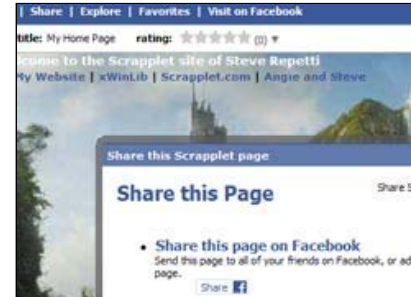 | Share | Explore | Favorites | Visit on Facebook
title: My Home Page rating: (0) ▼
lcome to the Scrapplet site of Steve Repetti
My Website | xWinLib | Scrapplet.com | Angie and Steve
Share this Scrapplet page
Share this Page
Share S
• Share this page on Facebook
Send this page to all of your friends on Facebook, or ad
page.
Share